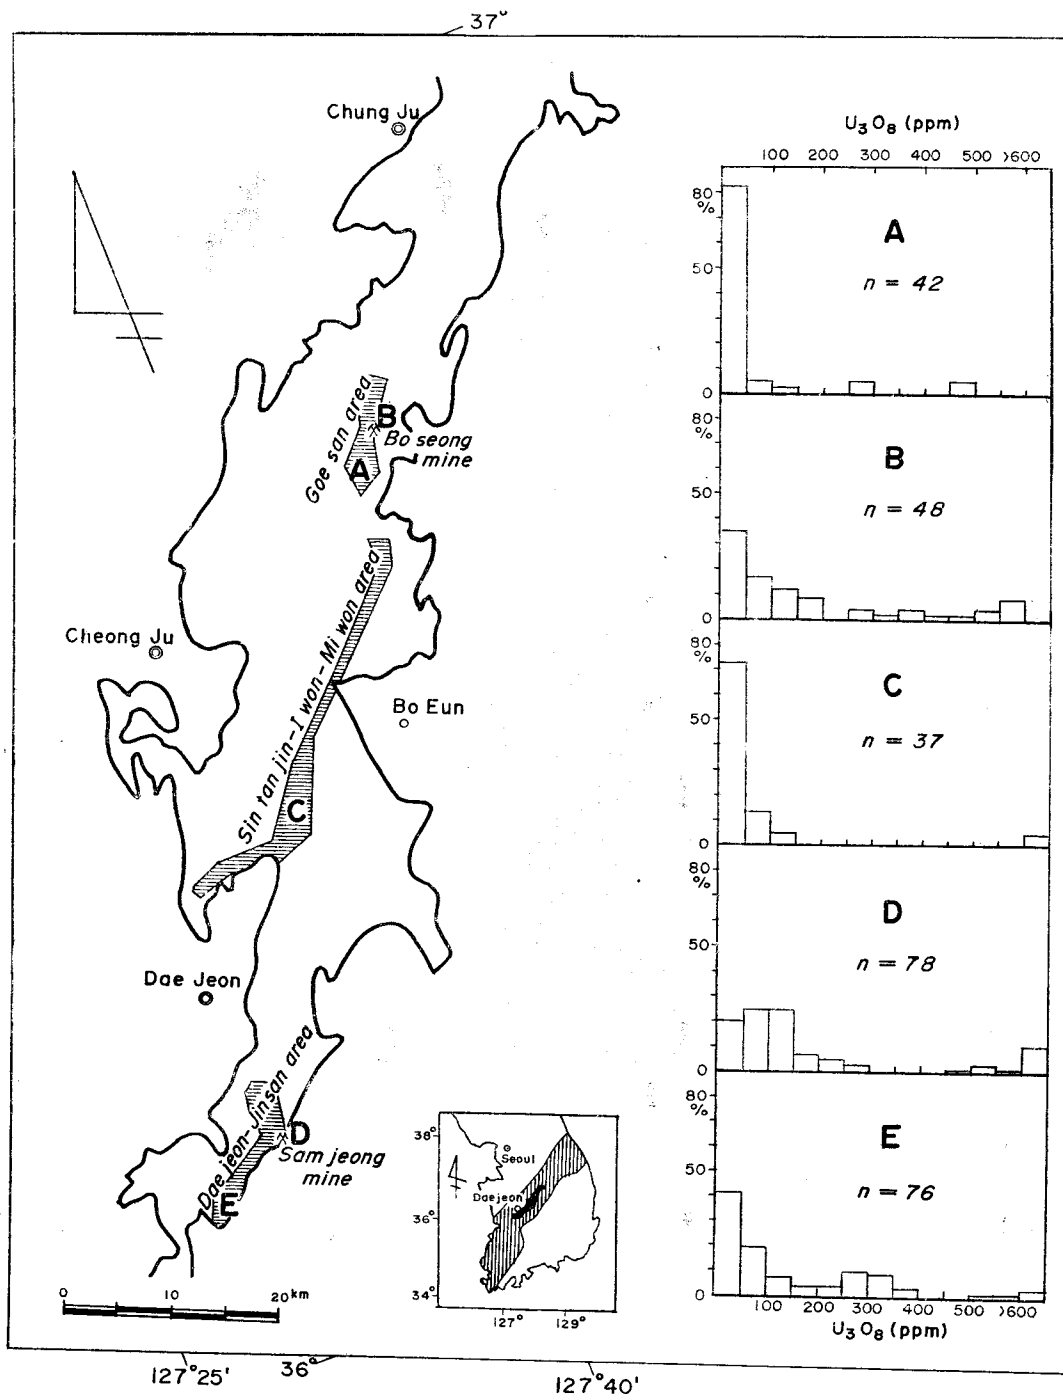 37°
Chung Ju
Goe san area
B
Bo seong
mine
A
Sin tan jin–I won–Mi won area
Cheong Ju
Bo Eun
C
Dae Jeon
Dae jeon–Jin san area
D
Sam jeong
mine
E
0 10 20km
127°25'
36°
127°40'
38°
Seoul
Daejeon
36°
34°
127° 129°
U3O8 (ppm)
100 200 300 400 500 >600
80
%
50
0
A
n = 42
80
%
50
0
B
n = 48
80
%
50
0
C
n = 37
80
%
50
0
D
n = 78
80
%
50
0
E
n = 76
100 200 300 400 500 >600
U3O8 (ppm)